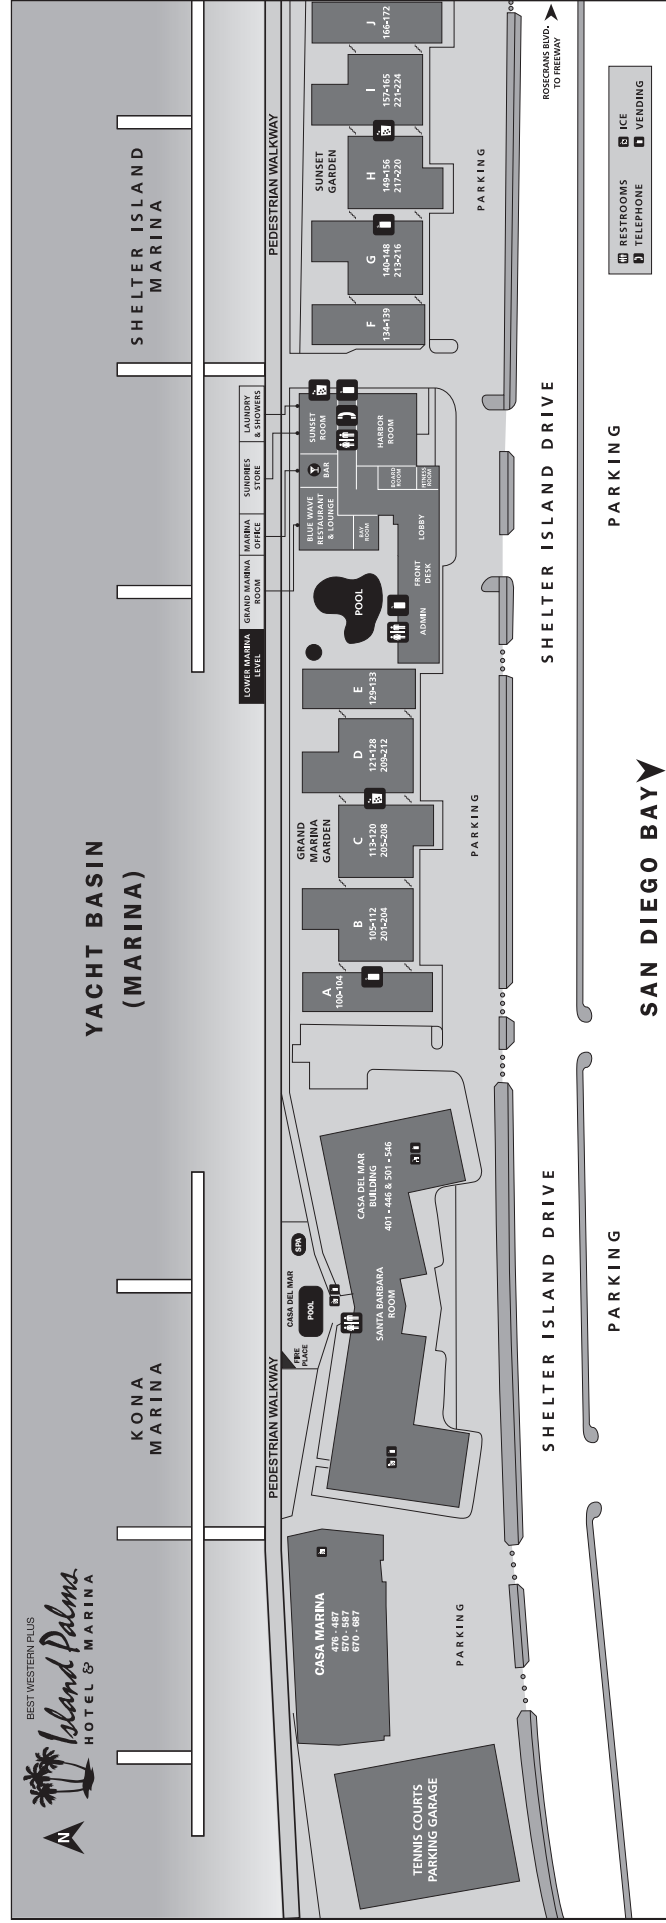 BEST WESTERN PLUS
Island Palms
HOTEL & MARINA
N
KONA
MARINA
YACHT BASIN
(MARINA)
SHELTER ISLAND
MARINA
PEDESTRIAN WALKWAY
PEDESTRIAN WALKWAY
LOWER MARINA
LEVEL
GRAND MARINA
ROOM
MARINA
OFFICE
SUNDRIES
STORE
LAUNDRY
& SHOWERS
TENNIS COURTS
PARKING GARAGE
CASA MARINA
476 - 487
570 - 587
670 - 687
FIRE
PLACE
CASA DEL MAR
POOL
SPA
SANTA BARBARA
ROOM
CASA DEL MAR
BUILDING
401 - 446 & 501 - 546
A
100-104
B
105-112
201-204
GRAND
MARINA
GARDEN
C
113-120
205-208
D
121-128
209-212
E
129-133
POOL
ADMIN
FRONT
DESK
LOBBY
BLUE WAVE
RESTAURANT
& LOUNGE
BAY
ROOM
BAR
BOARD
ROOM
FITNESS
ROOM
SUNSET
ROOM
HARBOR
ROOM
F
134-139
G
140-148
213-216
SUNSET
GARDEN
H
149-156
217-220
I
157-165
221-224
J
166-172
PARKING
PARKING
PARKING
ROSECRANS BLVD.
TO FREEWAY
SHELTER ISLAND DRIVE
SHELTER ISLAND DRIVE
PARKING
PARKING
SAN DIEGO BAY
RESTROOMS
ICE
TELEPHONE
VENDING